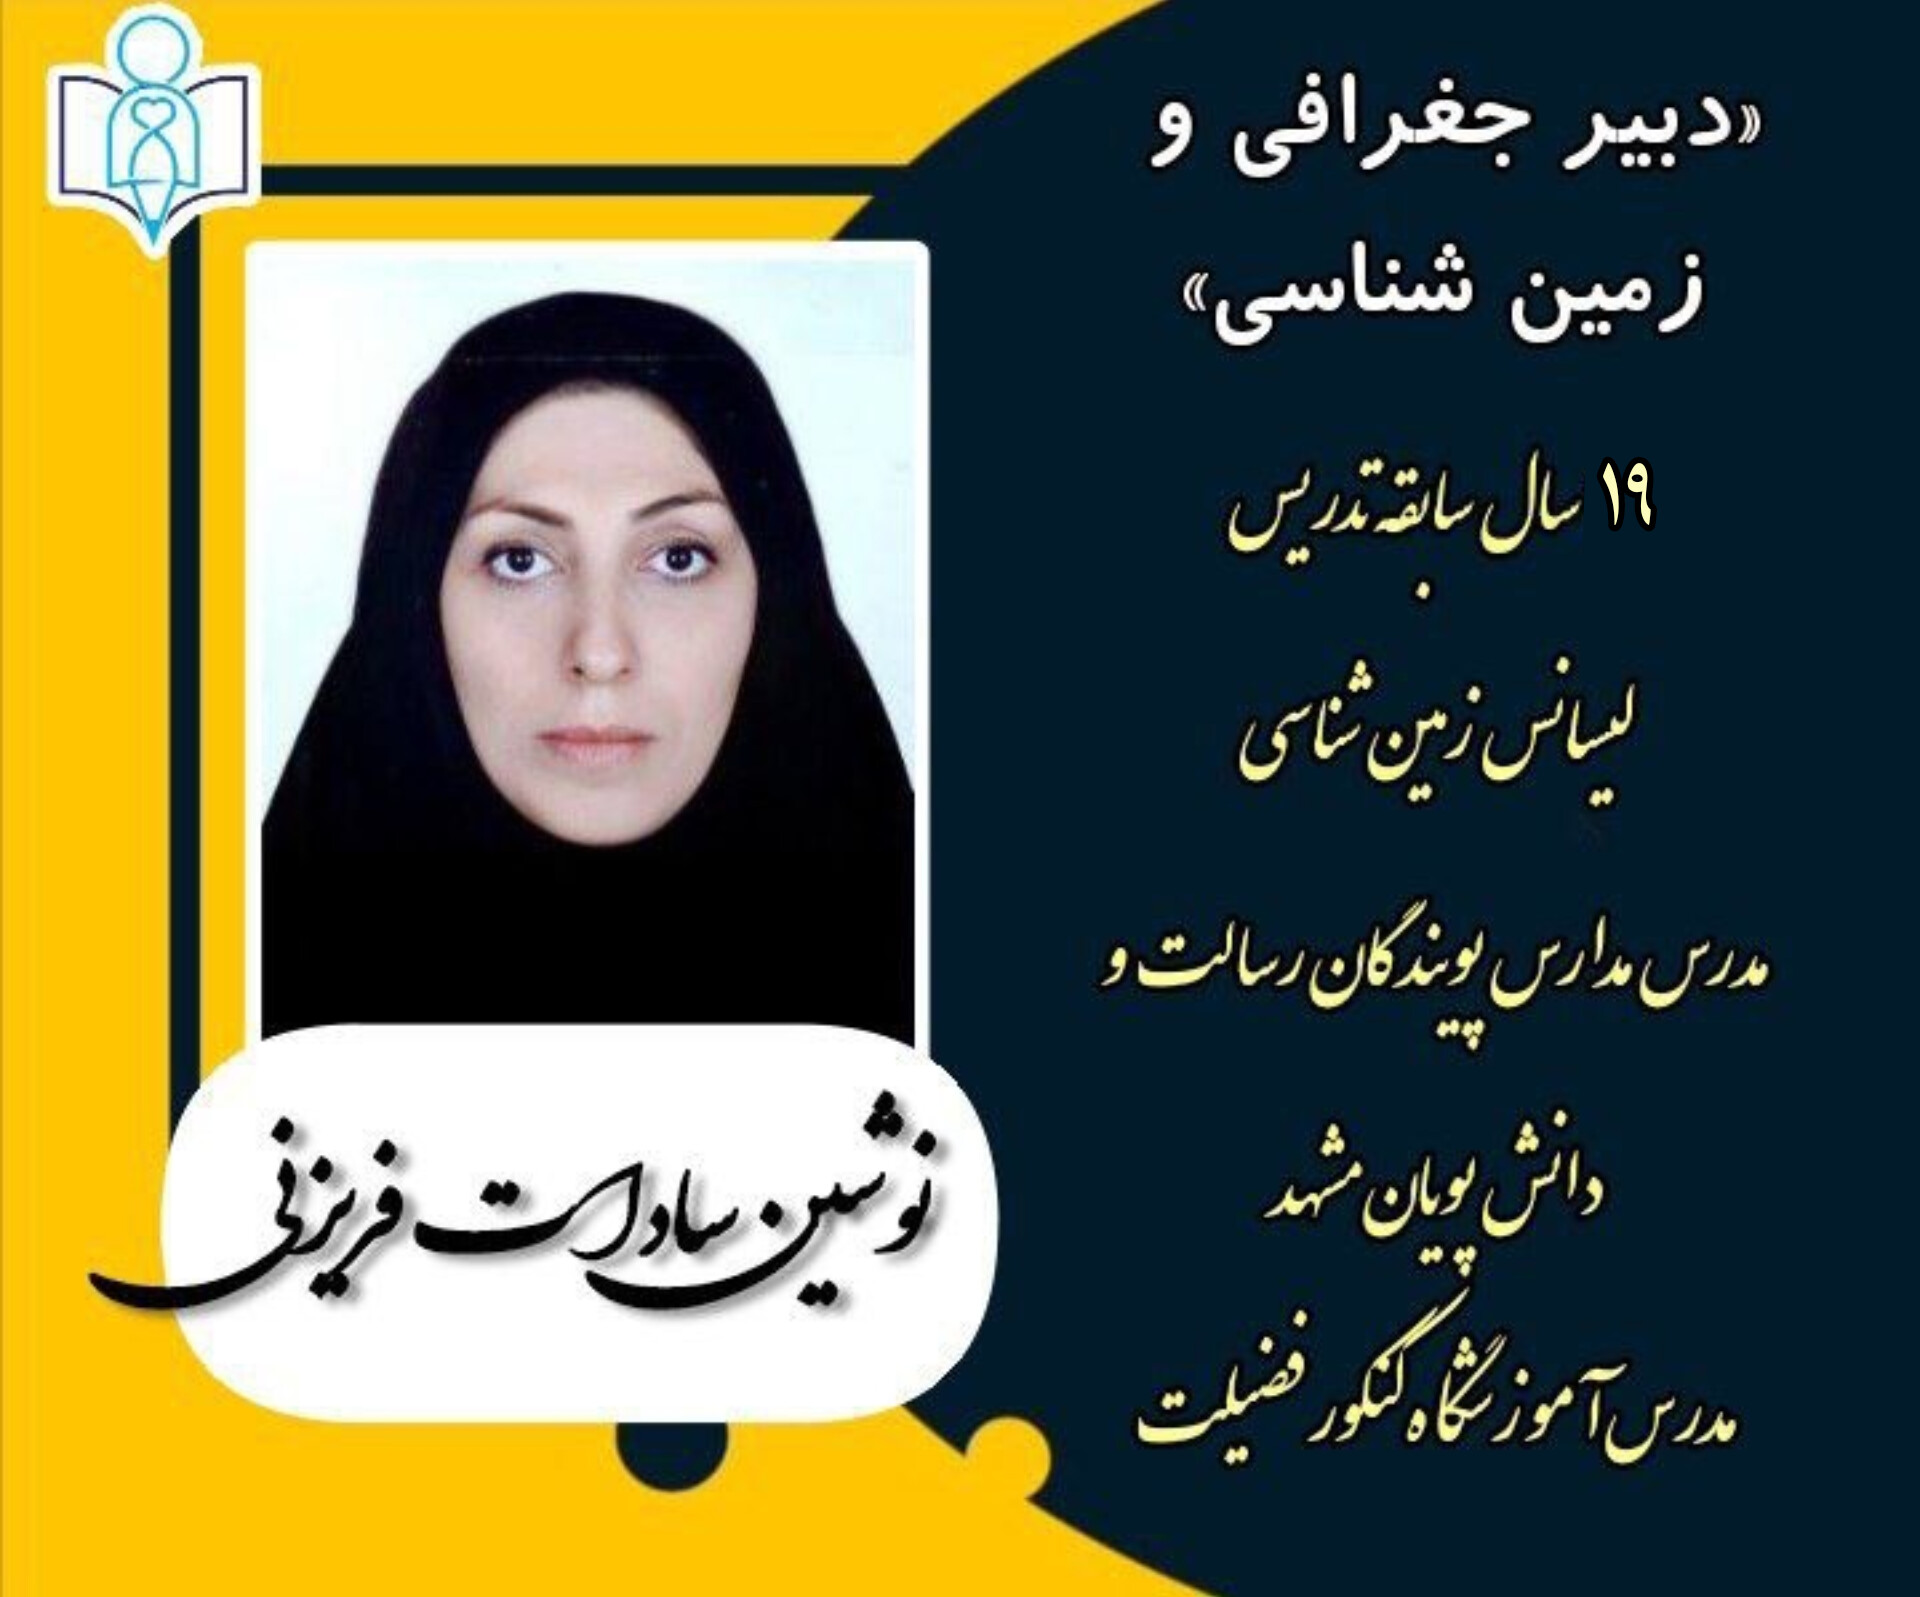 «دبیر جغرافی و
زمین شناسی»
۱۹ سال سابقه تدریس
لیسانس زمین شناسی
مدرس مدارس پویندگان رسالت و
دانش پویان مشهد
مدرس آموزشگاه کنکور فضیلت
نوشین سادات فریزنی